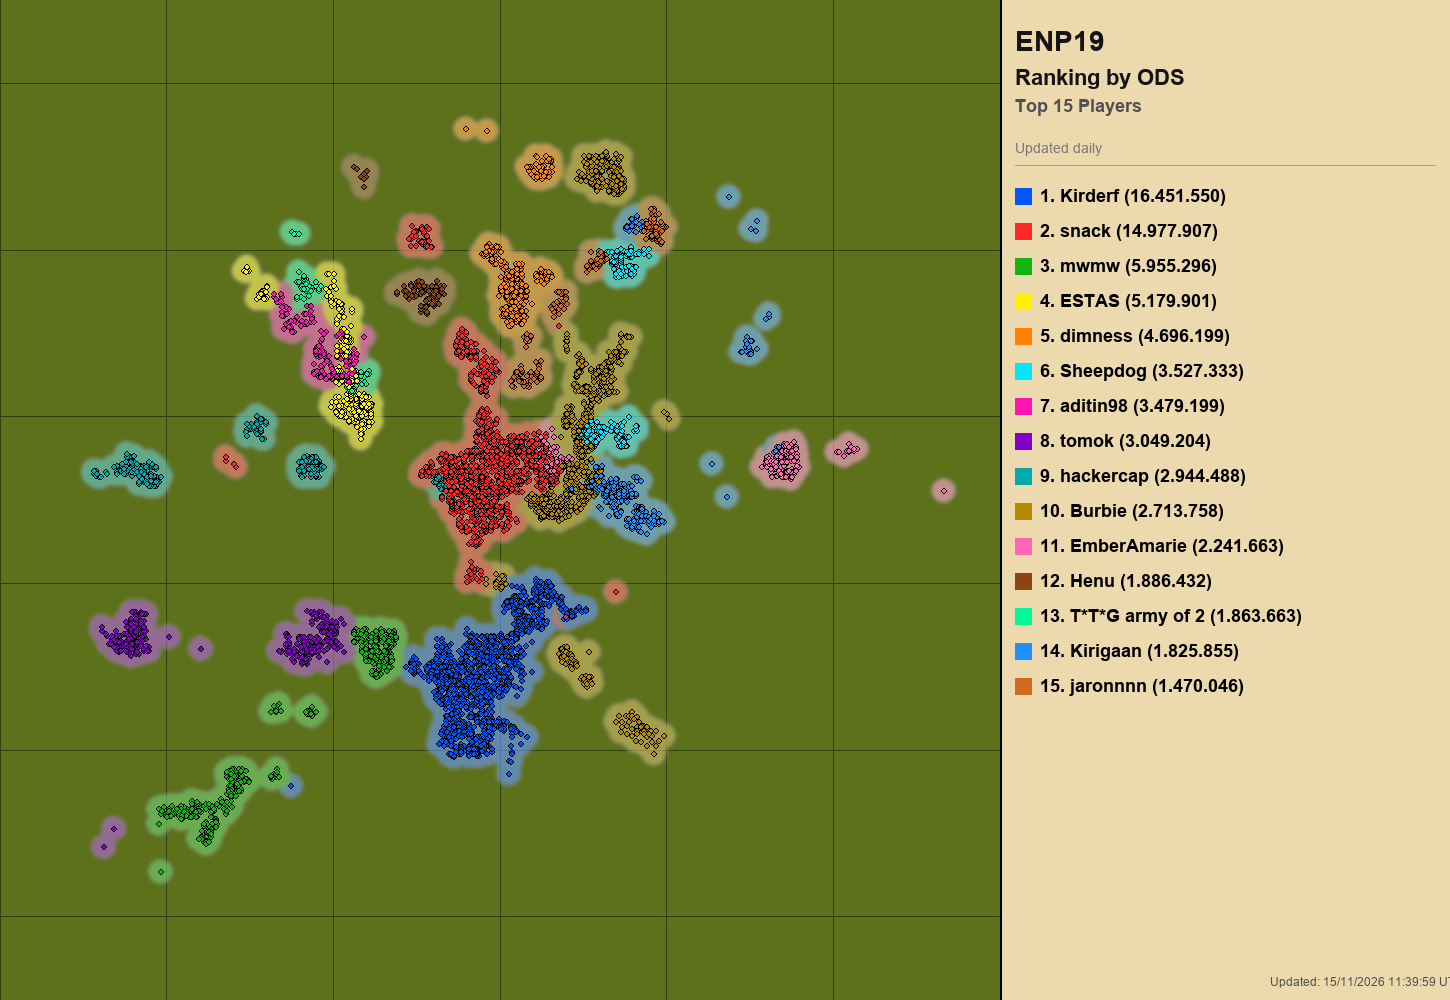 ENP19
Ranking by ODS
Top 15 Players
Updated daily
1. Kirderf (16.451.550)
2. snack (14.977.907)
3. mwmw (5.955.296)
4. ESTAS (5.179.901)
5. dimness (4.696.199)
6. Sheepdog (3.527.333)
7. aditin98 (3.479.199)
8. tomok (3.049.204)
9. hackercap (2.944.488)
10. Burbie (2.713.758)
11. EmberAmarie (2.241.663)
12. Henu (1.886.432)
13. T*T*G army of 2 (1.863.663)
14. Kirigaan (1.825.855)
15. jaronnnn (1.470.046)
Updated: 15/11/2026 11:39:59 U